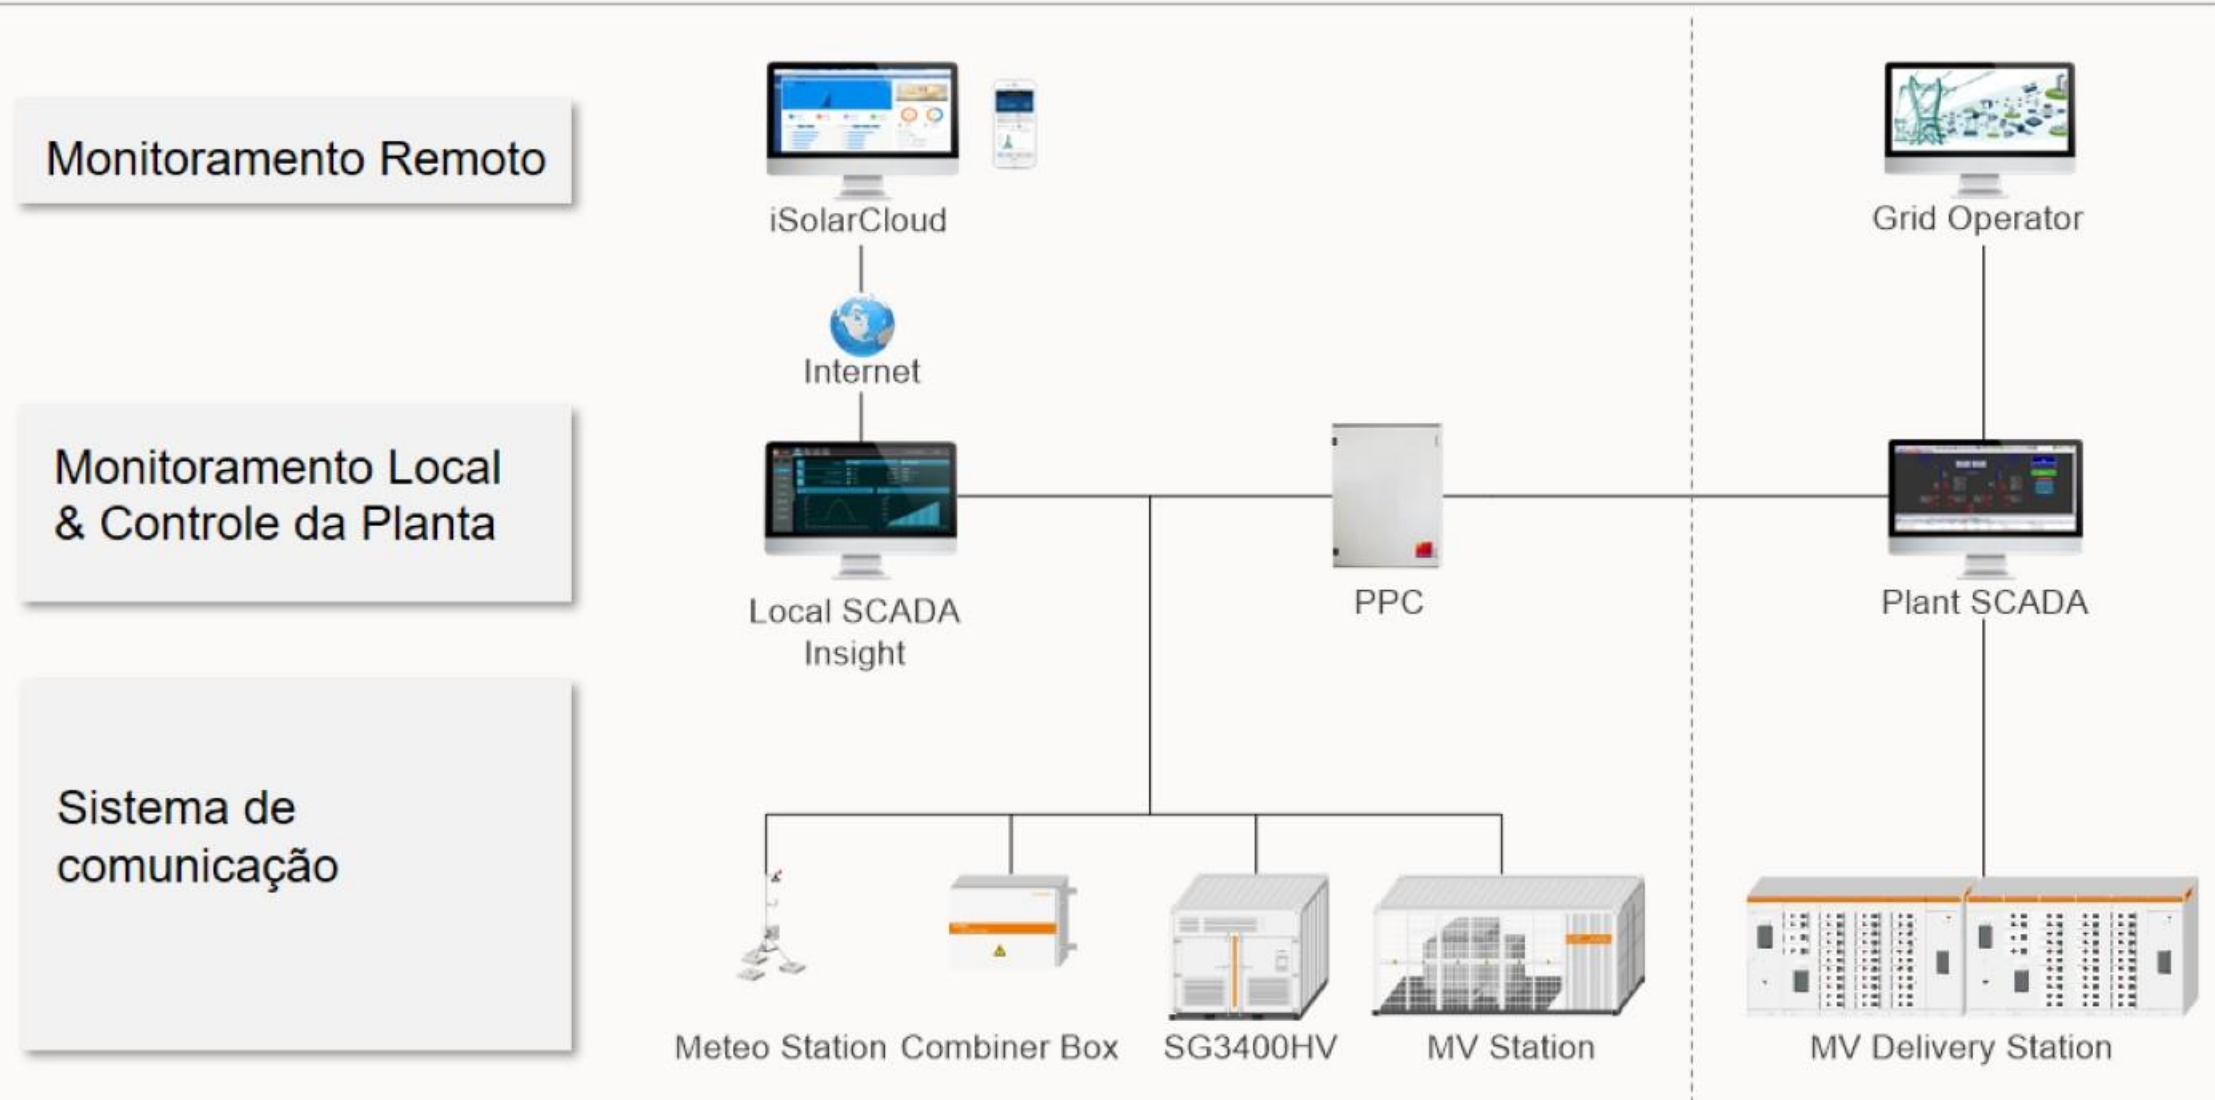 Monitoramento Remoto
iSolarCloud
Grid Operator
Internet
Monitoramento Local
& Controle da Planta
Local SCADA
Insight
PPC
Plant SCADA
Sistema de
comunicação
Meteo Station
Combiner Box
SG3400HV
MV Station
MV Delivery Station